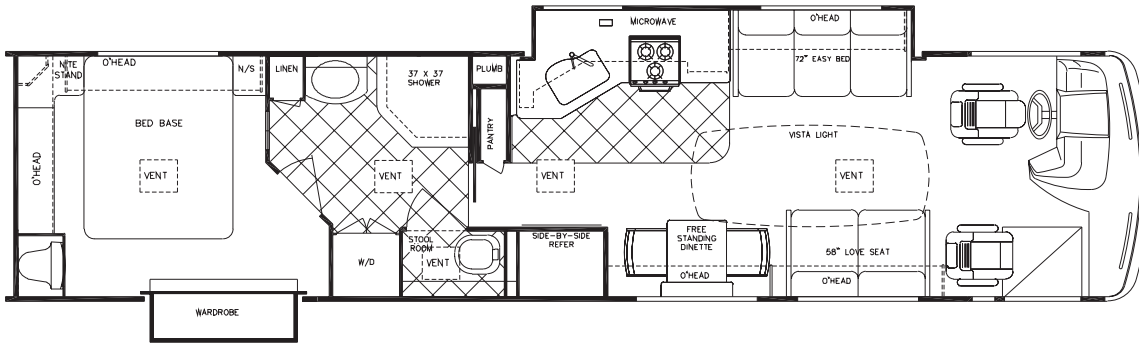 NITE
STAND
O'HEAD
N/S
BED BASE
O'HEAD
VENT
WARDROBE
LINEN
37 X 37
SHOWER
PLUMB
PANTRY
VENT
STOOL
ROOM
VENT
W/D
MICROWAVE
VENT
SIDE-BY-SIDE
REFER
FREE
STANDING
DINETTE
O'HEAD
O'HEAD
72" EASY BED
VISTA LIGHT
VENT
58" LOVE SEAT
O'HEAD